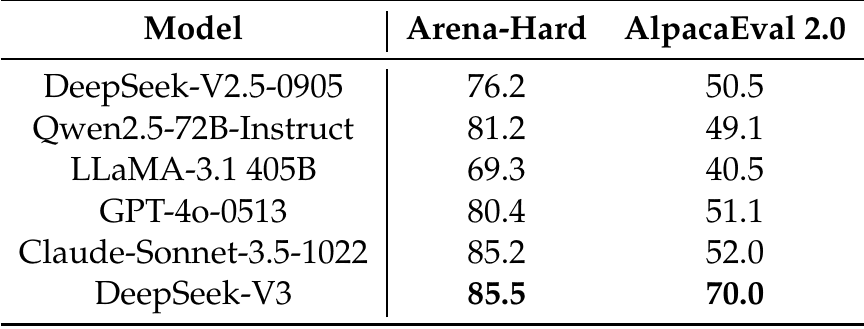 Model Arena-Hard AlpacaEval 2.0
DeepSeek-V2.5-0905 76.2 50.5
Qwen2.5-72B-Instruct 81.2 49.1
LLaMA-3.1 405B 69.3 40.5
GPT-4o-0513 80.4 51.1
Claude-Sonnet-3.5-1022 85.2 52.0
DeepSeek-V3 85.5 70.0